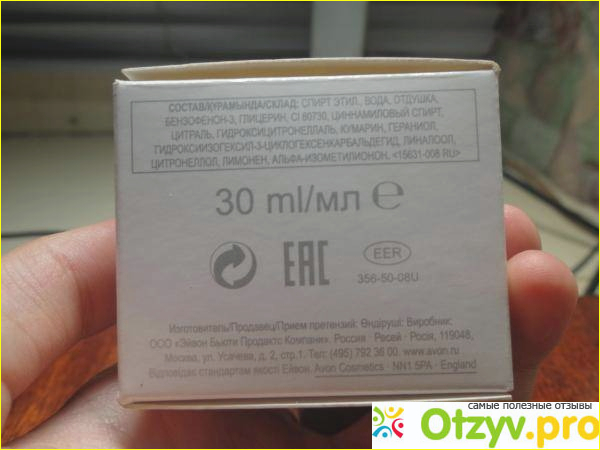 СОСТАВ/ҚҰРАМЫНДА/СКЛАД: СПИРТ ЭТИЛ., ВОДА, ОТДУШКА,
БЕНЗОФЕНОН-3, ГЛИЦЕРИН, CI 60730, ЦИННАМИЛОВЫЙ СПИРТ,
ЦИТРАЛЬ, ГИДРОКСИЦИТРОНЕЛЛАЛЬ, КУМАРИН, ГЕРАНИОЛ,
ГИДРОКСИИЗОГЕКСИЛ-3-ЦИКЛОГЕКСЕНКАРБАЛЬДЕГИД, ЛИНАЛООЛ,
ЦИТРОНЕЛЛОЛ, ЛИМОНЕН, АЛЬФА-ИЗОМЕТИЛИОНОН. <15631-008 RU>
30 ml/мл ℮
EAC
EER
356-50-08U
Изготовитель/Продавец/Прием претензий: Өндіруші: Виробник:
ООО «Эйвон Бьюти Продактс Компани». Россия · Ресей · Росія, 119048,
Москва, ул. Усачева, д. 2, стр.1. Тел: (495) 792 36 00. www.avon.ru
Відповідає стандартам якості Ейвон. Avon Cosmetics · NN1 5PA · England
самые полезные отзывы
Otzyv.pro